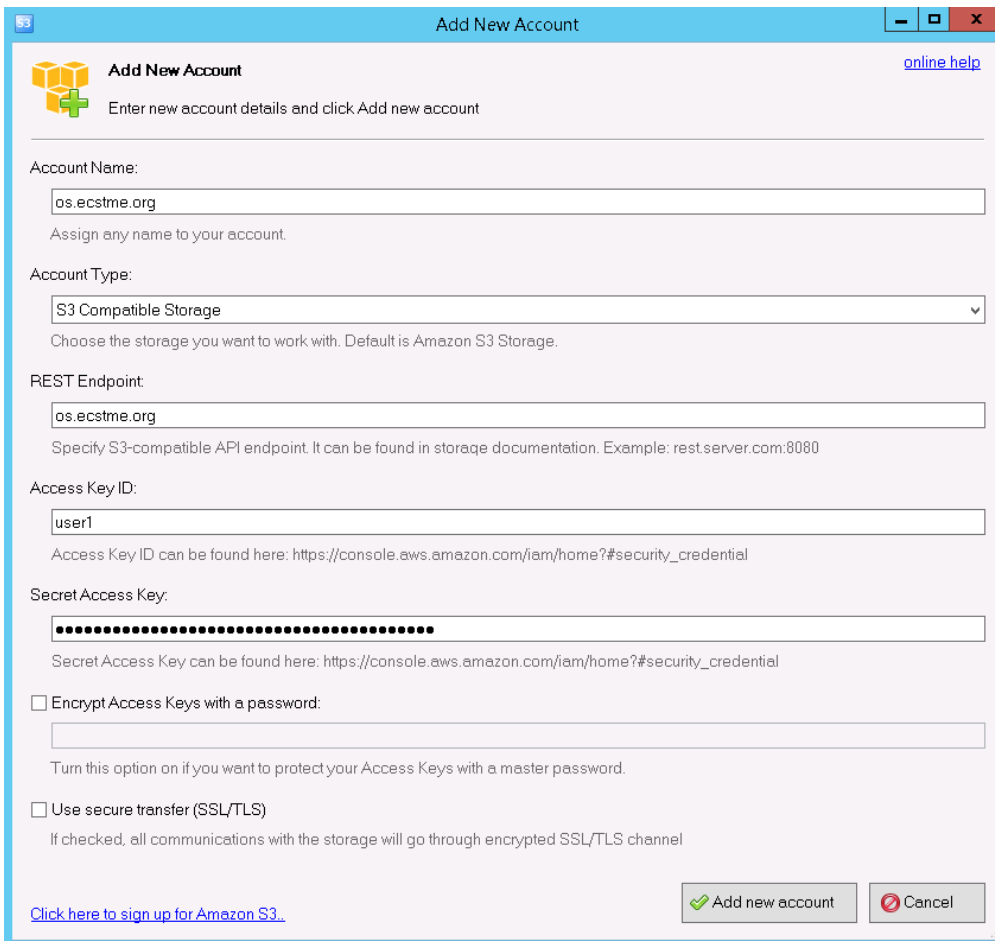 S3
Add New Account
online help
Add New Account
Enter new account details and click Add new account
Account Name:
os.ecstme.org
Assign any name to your account.
Account Type:
S3 Compatible Storage
Choose the storage you want to work with. Default is Amazon S3 Storage.
REST Endpoint:
os.ecstme.org
Specify S3-compatible API endpoint. It can be found in storage documentation. Example: rest.server.com:8080
Access Key ID:
user1
Access Key ID can be found here: https://console.aws.amazon.com/iam/home?#security_credential
Secret Access Key:
●●●●●●●●●●●●●●●●●●●●●●●●●●●●●●●●●●●●●●●●
Secret Access Key can be found here: https://console.aws.amazon.com/iam/home?#security_credential
Encrypt Access Keys with a password:
Turn this option on if you want to protect your Access Keys with a master password.
Use secure transfer (SSL/TLS)
If checked, all communications with the storage will go through encrypted SSL/TLS channel
Click here to sign up for Amazon S3..
Add new account
Cancel